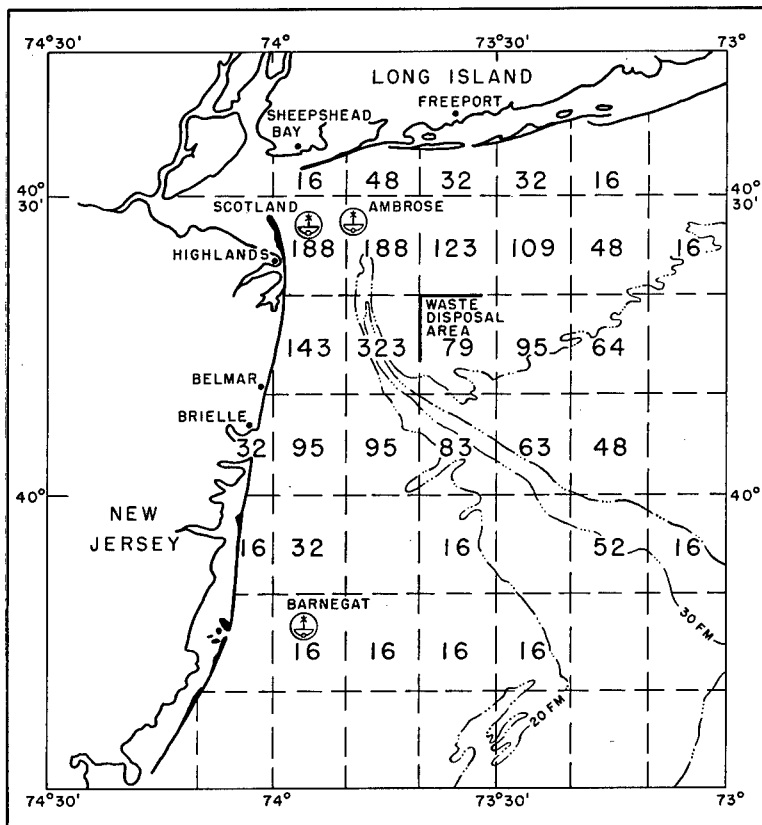 74°30' 74° 73°30' 73°
LONG ISLAND
FREEPORT
SHEEPSHEAD
BAY
16 48 32 32 16
40°
30'
40°
30'
SCOTLAND AMBROSE
HIGHLANDS
188 188 123 109 48 16
WASTE
DISPOSAL
AREA
143 323 79 95 64
BELMAR
BRIELLE
32 95 95 83 63 48
40° 40°
NEW
JERSEY
16 32 16 52 16
BARNEGAT
30 FM
16 16 16 16
20 FM
74°30' 74° 73°30' 73°